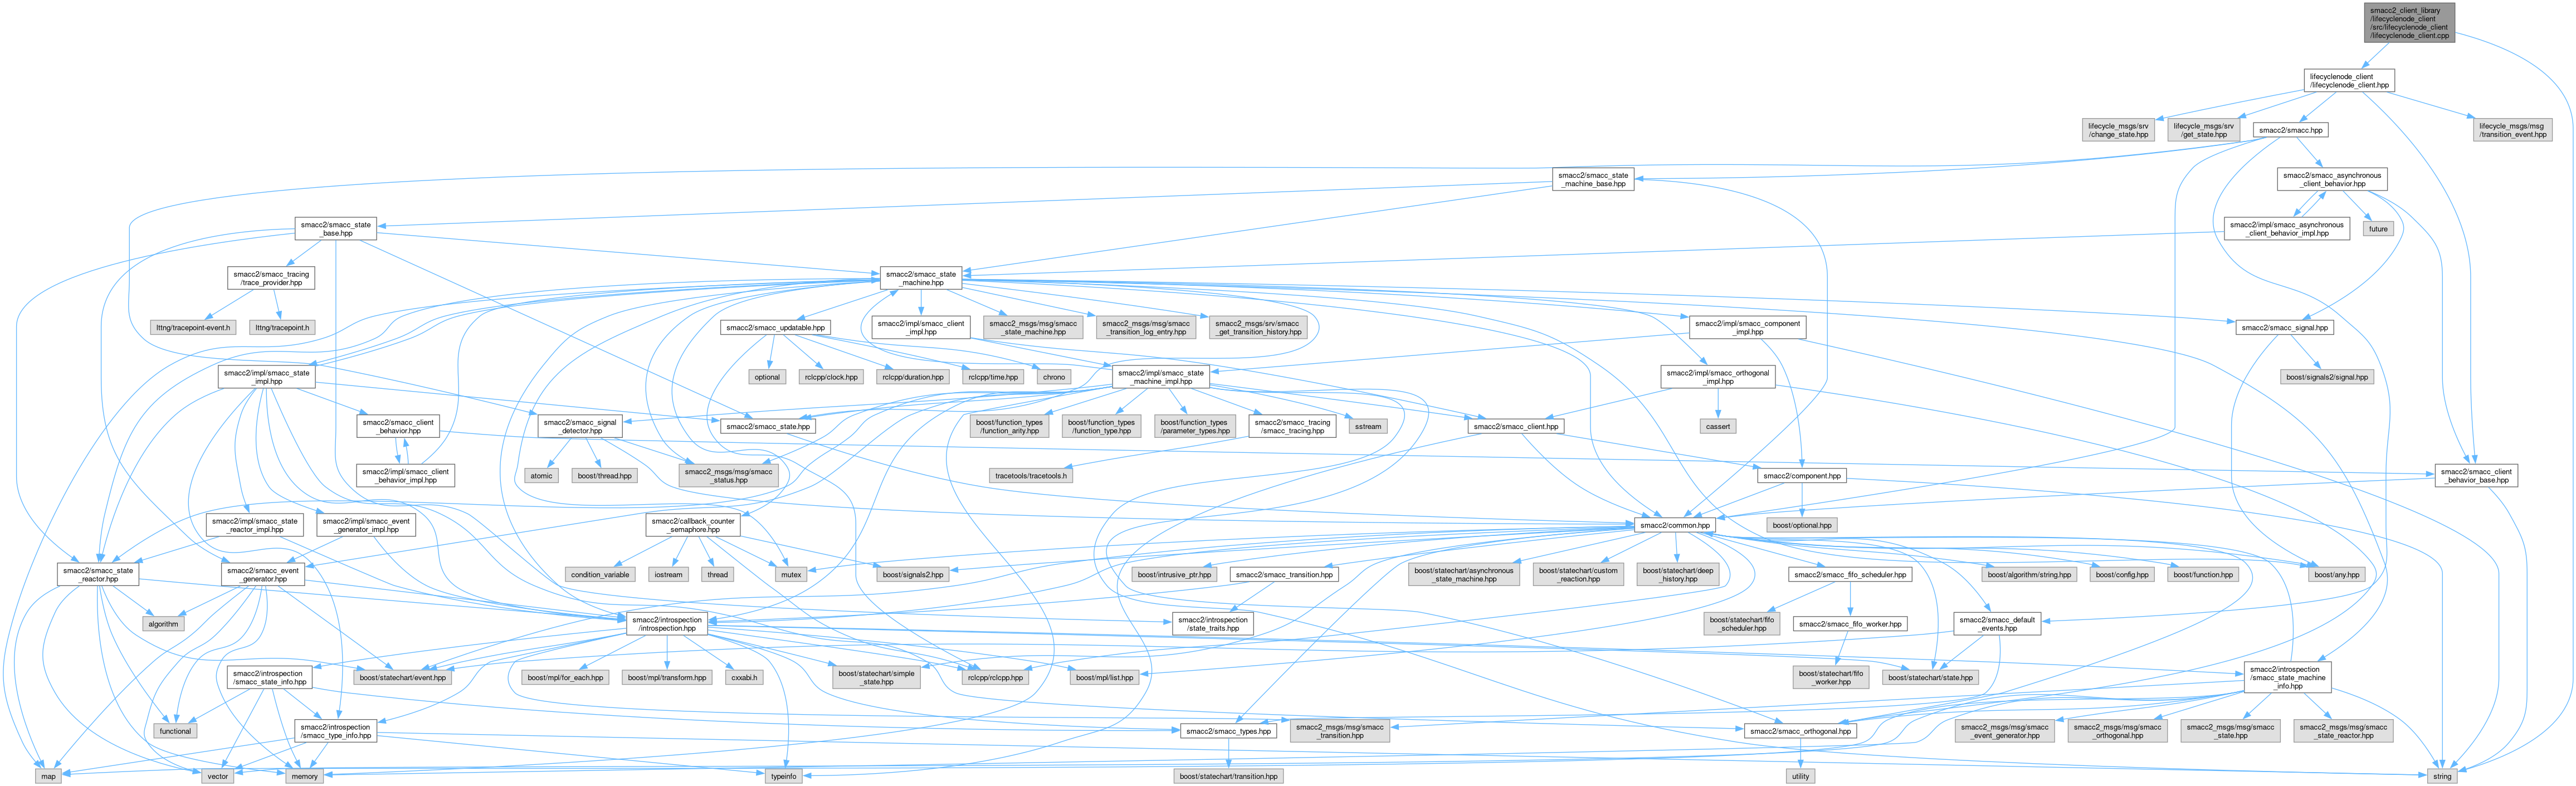 smacc2_client_library
/lifecyclenode_client
/src/lifecyclenode_client
/lifecyclenode_client.cpp
lifecyclenode_client
/lifecyclenode_client.hpp
lifecycle_msgs/srv
/change_state.hpp
lifecycle_msgs/srv
/get_state.hpp
smacc2/smacc.hpp
lifecycle_msgs/msg
/transition_event.hpp
smacc2/smacc_state
_machine_base.hpp
smacc2/smacc_asynchronous
_client_behavior.hpp
smacc2/smacc_state
_base.hpp
smacc2/impl/smacc_asynchronous
_client_behavior_impl.hpp
future
smacc2/smacc_tracing
/trace_provider.hpp
smacc2/smacc_state
_machine.hpp
lttng/tracepoint-event.h
lttng/tracepoint.h
smacc2/smacc_updatable.hpp
smacc2/impl/smacc_client
_impl.hpp
smacc2_msgs/msg/smacc
_state_machine.hpp
smacc2_msgs/msg/smacc
_transition_log_entry.hpp
smacc2_msgs/srv/smacc
_get_transition_history.hpp
smacc2/impl/smacc_component
_impl.hpp
smacc2/smacc_signal.hpp
smacc2/impl/smacc_state
_impl.hpp
optional
rclcpp/clock.hpp
rclcpp/duration.hpp
rclcpp/time.hpp
chrono
smacc2/impl/smacc_state
_machine_impl.hpp
smacc2/impl/smacc_orthogonal
_impl.hpp
boost/signals2/signal.hpp
smacc2/smacc_client
_behavior.hpp
smacc2/smacc_signal
_detector.hpp
smacc2/smacc_state.hpp
boost/function_types
/function_arity.hpp
boost/function_types
/function_type.hpp
boost/function_types
/parameter_types.hpp
smacc2/smacc_tracing
/smacc_tracing.hpp
sstream
smacc2/smacc_client.hpp
cassert
smacc2/impl/smacc_client
_behavior_impl.hpp
atomic
boost/thread.hpp
smacc2_msgs/msg/smacc
_status.hpp
tracetools/tracetools.h
smacc2/component.hpp
smacc2/smacc_client
_behavior_base.hpp
smacc2/impl/smacc_state
_reactor_impl.hpp
smacc2/impl/smacc_event
_generator_impl.hpp
smacc2/callback_counter
_semaphore.hpp
smacc2/common.hpp
boost/optional.hpp
smacc2/smacc_state
_reactor.hpp
smacc2/smacc_event
_generator.hpp
condition_variable
iostream
thread
mutex
boost/signals2.hpp
boost/intrusive_ptr.hpp
smacc2/smacc_transition.hpp
boost/statechart/asynchronous
_state_machine.hpp
boost/statechart/custom
_reaction.hpp
boost/statechart/deep
_history.hpp
smacc2/smacc_fifo_scheduler.hpp
boost/algorithm/string.hpp
boost/config.hpp
boost/function.hpp
boost/any.hpp
algorithm
smacc2/introspection
/introspection.hpp
smacc2/introspection
/state_traits.hpp
boost/statechart/fifo
_scheduler.hpp
smacc2/smacc_fifo_worker.hpp
smacc2/smacc_default
_events.hpp
smacc2/introspection
/smacc_state_info.hpp
boost/statechart/event.hpp
boost/mpl/for_each.hpp
boost/mpl/transform.hpp
cxxabi.h
boost/statechart/simple
_state.hpp
rclcpp/rclcpp.hpp
boost/mpl/list.hpp
boost/statechart/fifo
_worker.hpp
boost/statechart/state.hpp
smacc2/introspection
/smacc_state_machine
_info.hpp
functional
smacc2/introspection
/smacc_type_info.hpp
smacc2/smacc_types.hpp
smacc2_msgs/msg/smacc
_transition.hpp
smacc2/smacc_orthogonal.hpp
smacc2_msgs/msg/smacc
_event_generator.hpp
smacc2_msgs/msg/smacc
_orthogonal.hpp
smacc2_msgs/msg/smacc
_state.hpp
smacc2_msgs/msg/smacc
_state_reactor.hpp
map
vector
memory
typeinfo
boost/statechart/transition.hpp
utility
string